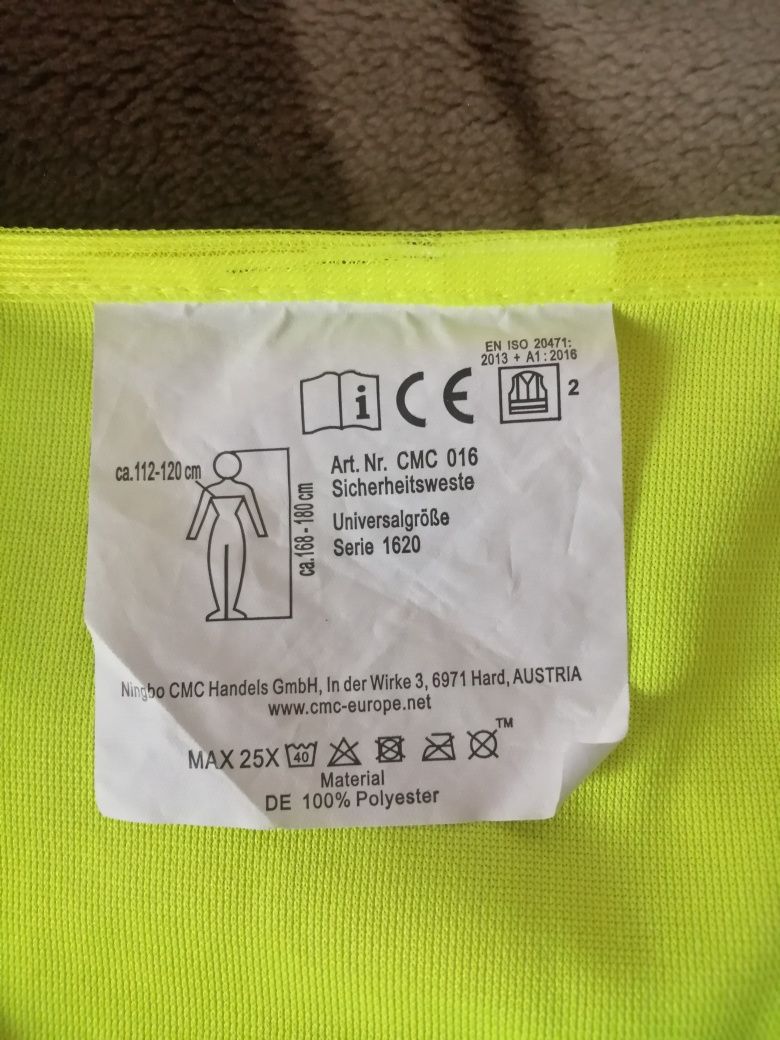 EN ISO 20471:
2013 + A1:2016
i CE 2
ca.112-120 cm
ca.168-180 cm
Art. Nr. CMC 016
Sicherheitsweste
Universalgröße
Serie 1620
Ningbo CMC Handels GmbH, In der Wirke 3, 6971 Hard, AUSTRIA
www.cmc-europe.net
MAX 25X 40 ™
Material
DE 100% Polyester